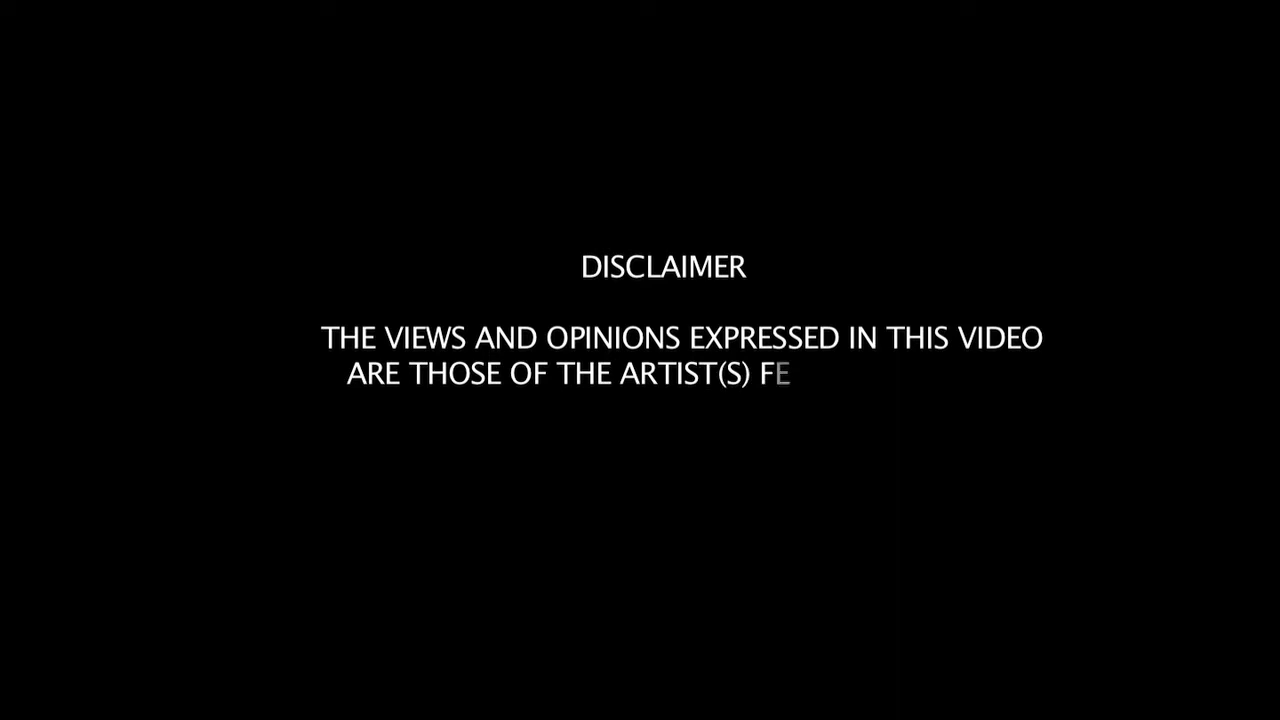 DISCLAIMER
THE VIEWS AND OPINIONS EXPRESSED IN THIS VIDEO
ARE THOSE OF THE ARTIST(S) FE